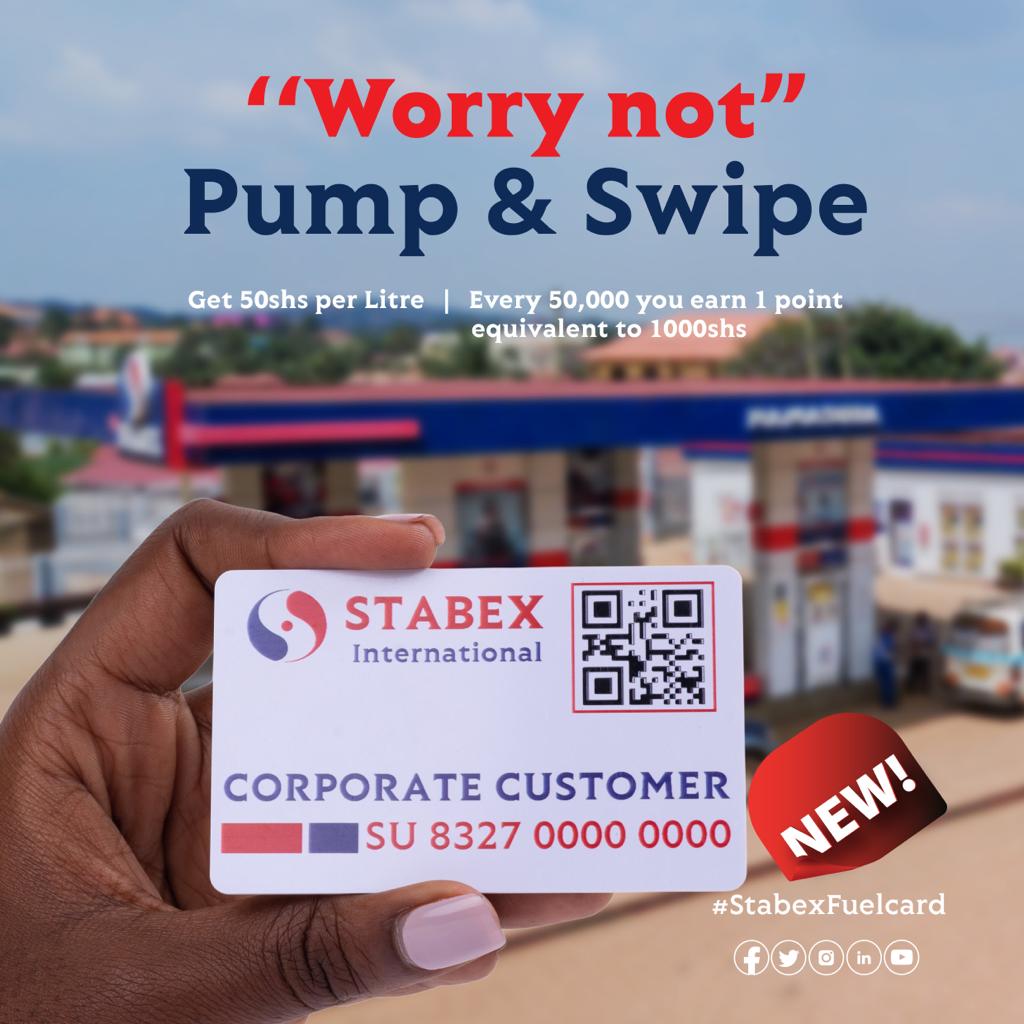 ‘‘Worry not”
Pump & Swipe
Get 50shs per Litre | Every 50,000 you earn 1 point
equivalent to 1000shs
STABEX
International
CORPORATE CUSTOMER
SU 8327 0000 0000
NEW!
#StabexFuelcard